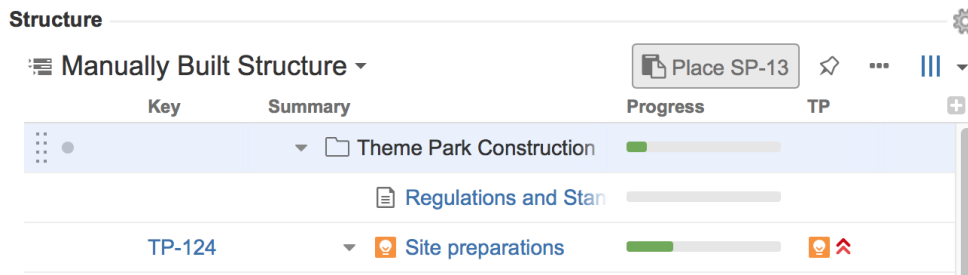 Structure
Manually Built Structure Place SP-13
Key Summary Progress TP
Theme Park Construction
Regulations and Stan
TP-124 Site preparations